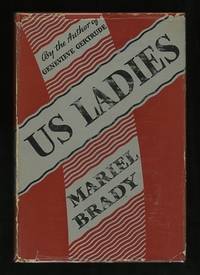 By the Author of
GENEVIEVE GERTRUDE
US LADIES
MARIEL
BRADY